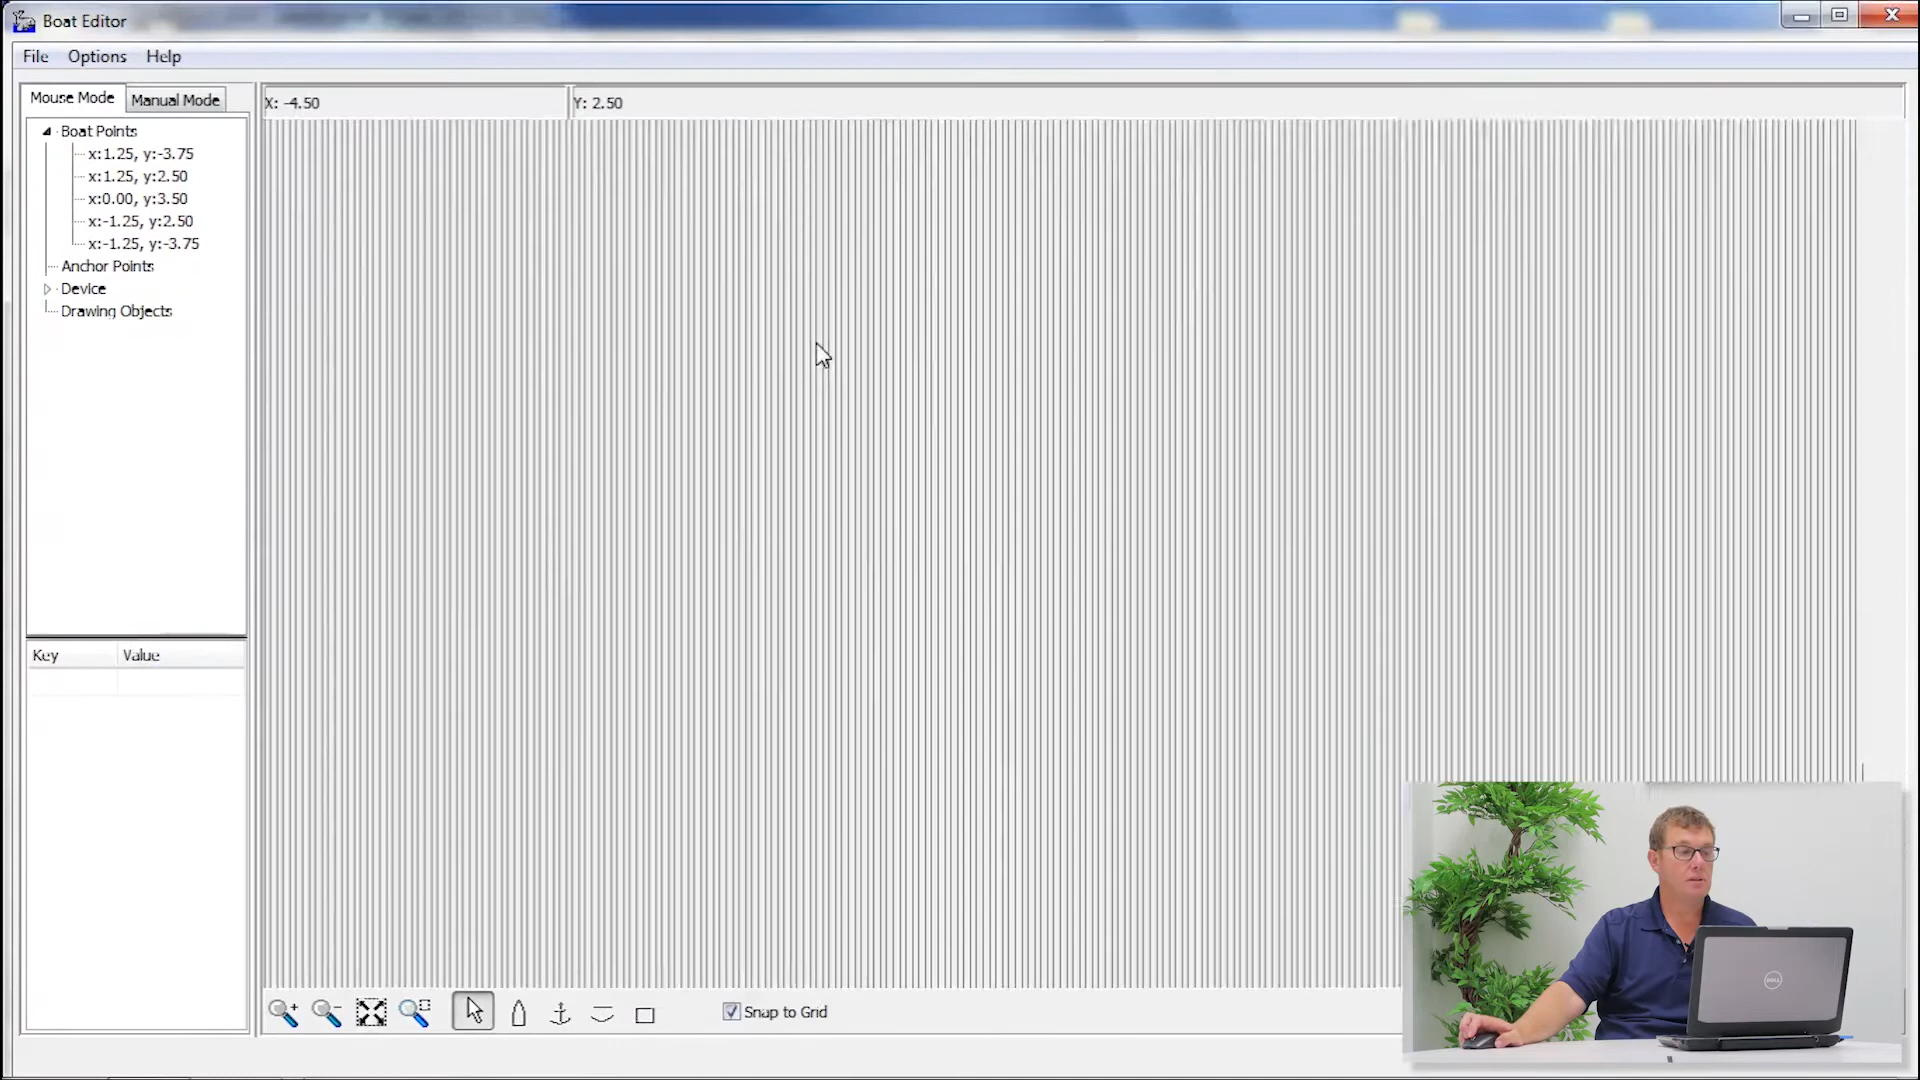 Boat Editor
File Options Help
Mouse Mode Manual Mode
X: -4.50 Y: 2.50
Boat Points
x:1.25, y:-3.75
x:1.25, y:2.50
x:0.00, y:3.50
x:-1.25, y:2.50
x:-1.25, y:-3.75
Anchor Points
Device
Drawing Objects
Key Value
Snap to Grid
DELL